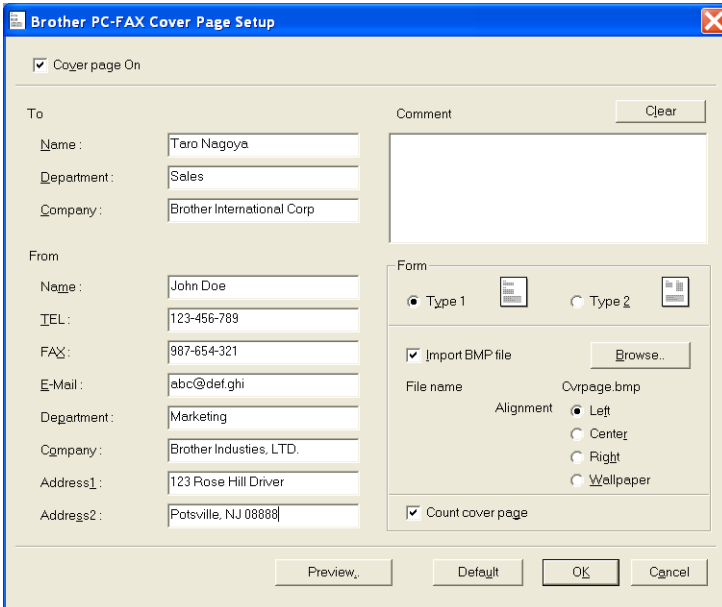 Brother PC-FAX Cover Page Setup
Cover page On
To
Name : Taro Nagoya
Department : Sales
Company : Brother International Corp
From
Name : John Doe
TEL : 123-456-789
FAX : 987-654-321
E-Mail : abc@def.ghi
Department : Marketing
Company : Brother Industies, LTD.
Address1 : 123 Rose Hill Driver
Address2 : Potsville, NJ 08888
Comment Clear
Form
Type 1 Type 2
Import BMP file Browse..
File name Cvrpage.bmp
Alignment Left
Center
Right
Wallpaper
Count cover page
Preview.. Default OK Cancel